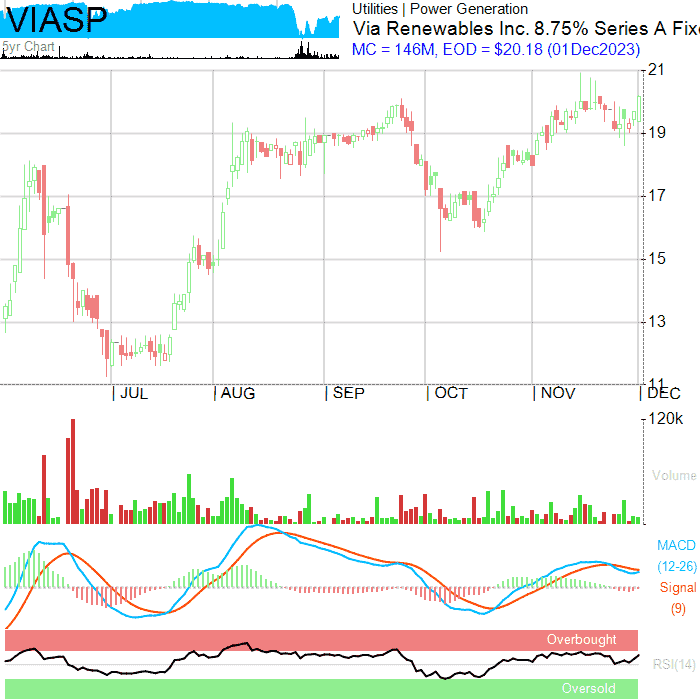 VIASP
5yr Chart
Utilities | Power Generation
Via Renewables Inc. 8.75% Series A Fixe
MC = 146M, EOD = $20.18 (01Dec2023)
21
19
17
15
13
11
| JUL | AUG | SEP | OCT | NOV | DEC
120k
Volume
MACD
(12-26)
Signal
(9)
Overbought
RSI(14)
Oversold